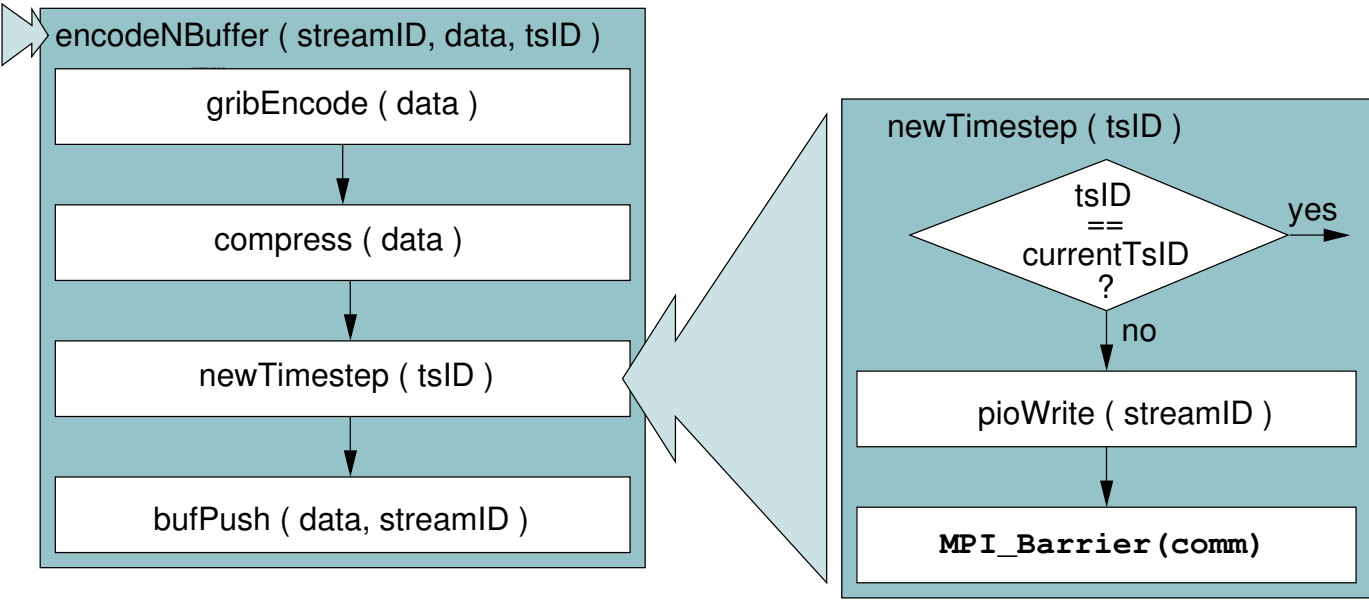 encodeNBuffer ( streamID, data, tsID )
gribEncode ( data )
compress ( data )
newTimestep ( tsID )
bufPush ( data, streamID )
newTimestep ( tsID )
tsID
==
currentTsID
?
yes
no
pioWrite ( streamID )
MPI_Barrier(comm)